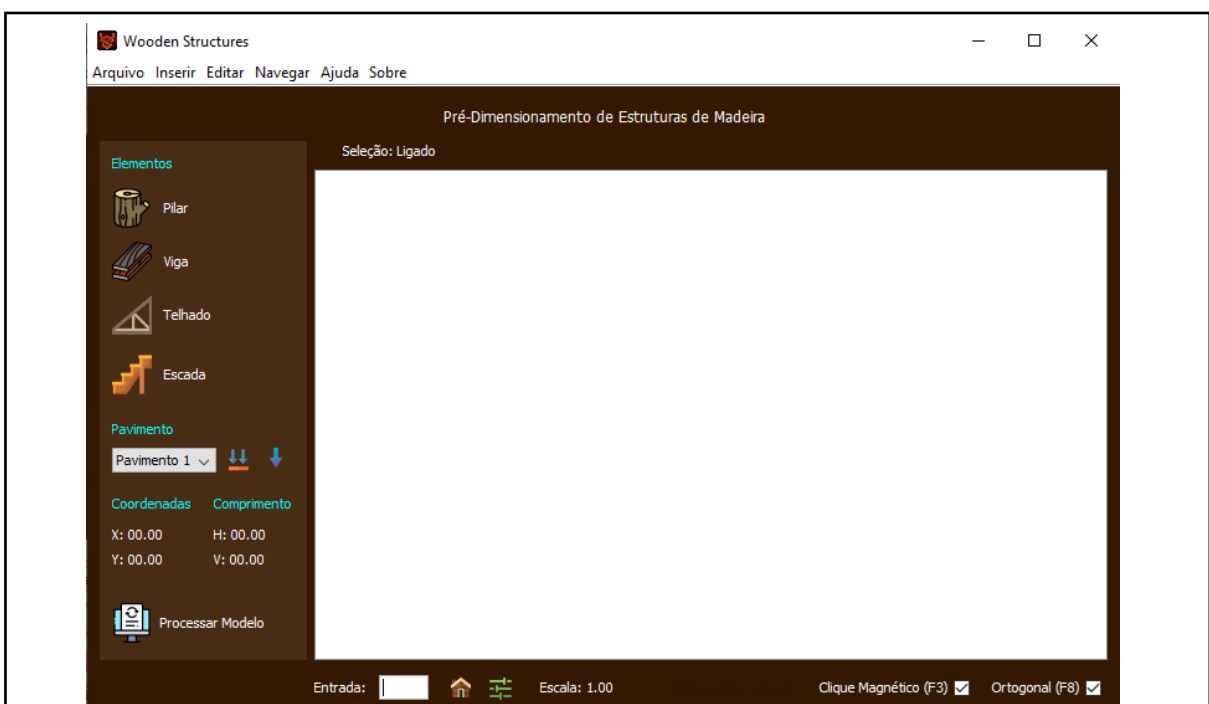 Wooden Structures
Arquivo Inserir Editar Navegar Ajuda Sobre
Pré-Dimensionamento de Estruturas de Madeira
Seleção: Ligado
Elementos
Pilar
Viga
Telhado
Escada
Pavimento
Pavimento 1
Coordenadas Comprimento
X: 00.00 H: 00.00
Y: 00.00 V: 00.00
Processar Modelo
Entrada: Escala: 1.00 Clique Magnético (F3) Ortogonal (F8)